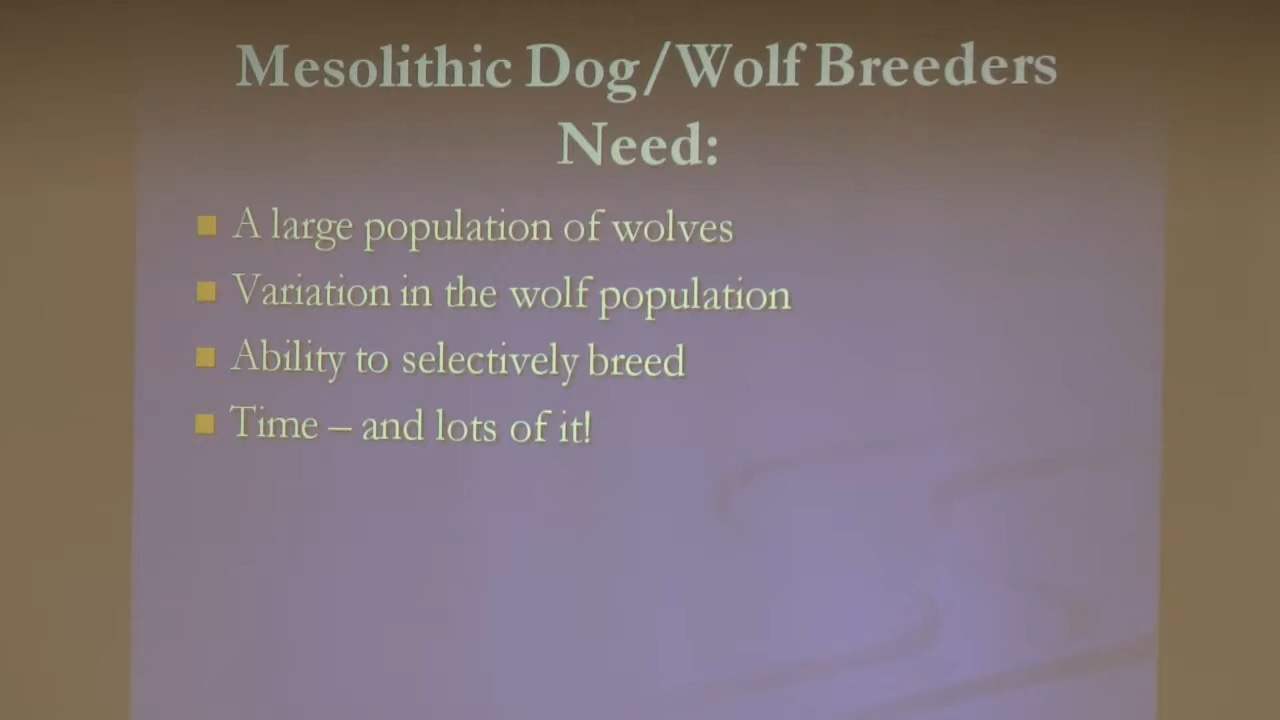 Mesolithic Dog/Wolf Breeders
Need:
A large population of wolves
Variation in the wolf population
Ability to selectively breed
Time – and lots of it!